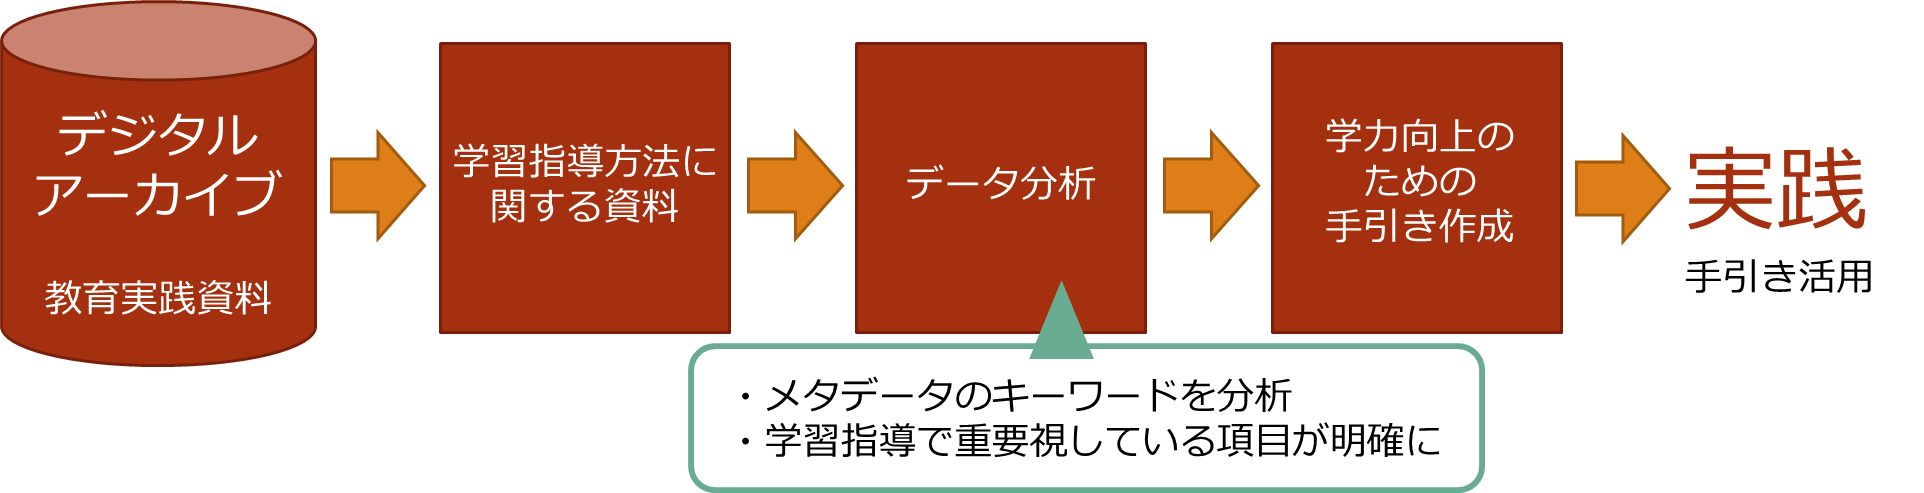 デジタル
アーカイブ
教育実践資料
学習指導方法に
関する資料
データ分析
学力向上の
ための
手引き作成
実践
手引き活用
・メタデータのキーワードを分析
・学習指導で重要視している項目が明確に